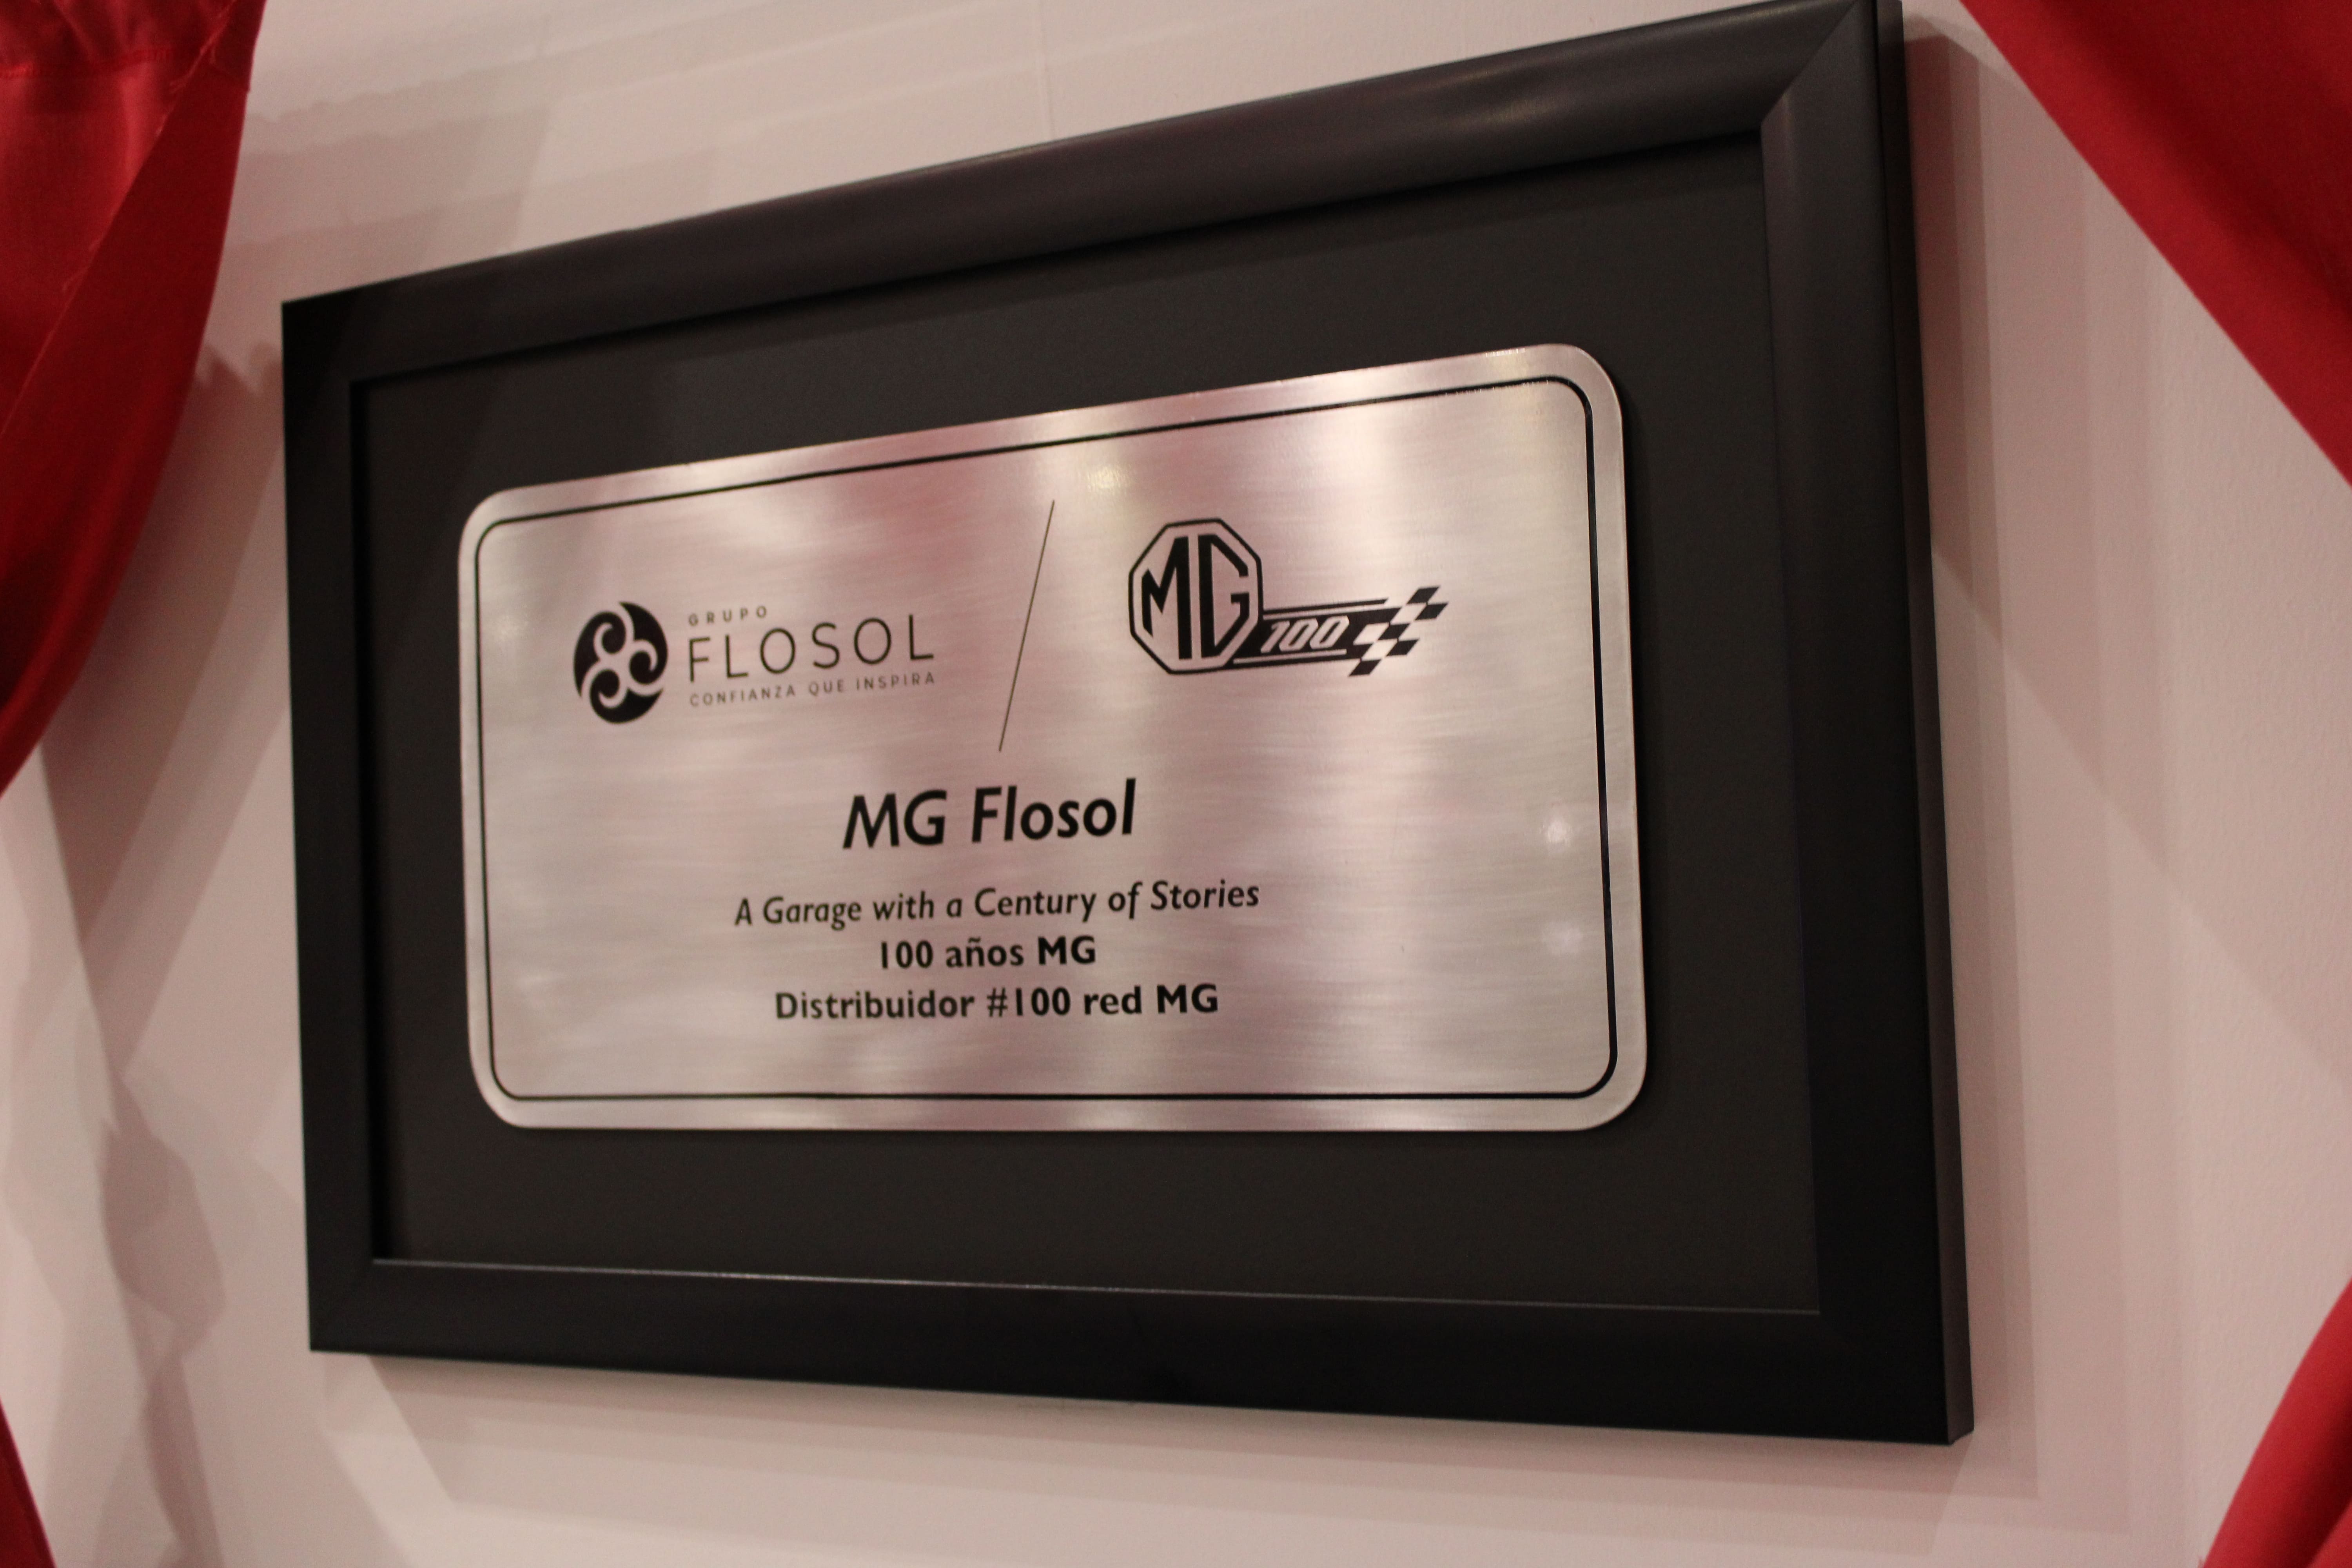 GRUPO
FLOSOL
CONFIANZA QUE INSPIRA
MG
100
MG Flosol
A Garage with a Century of Stories
100 años MG
Distribuidor #100 red MG